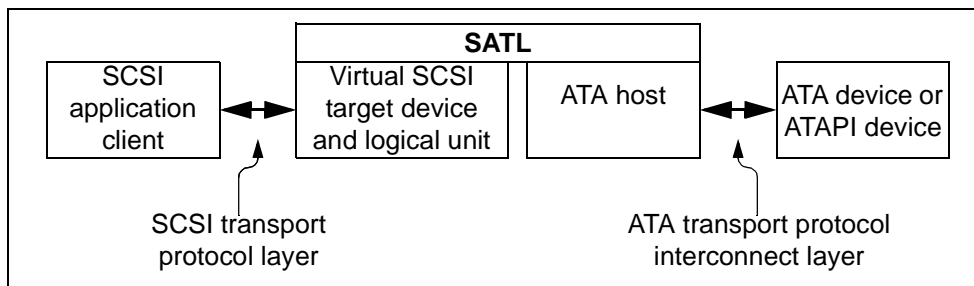 SATL
SCSI
application
client
Virtual SCSI
target device
and logical unit
ATA host
ATA device or
ATAPI device
SCSI transport
protocol layer
ATA transport protocol
interconnect layer